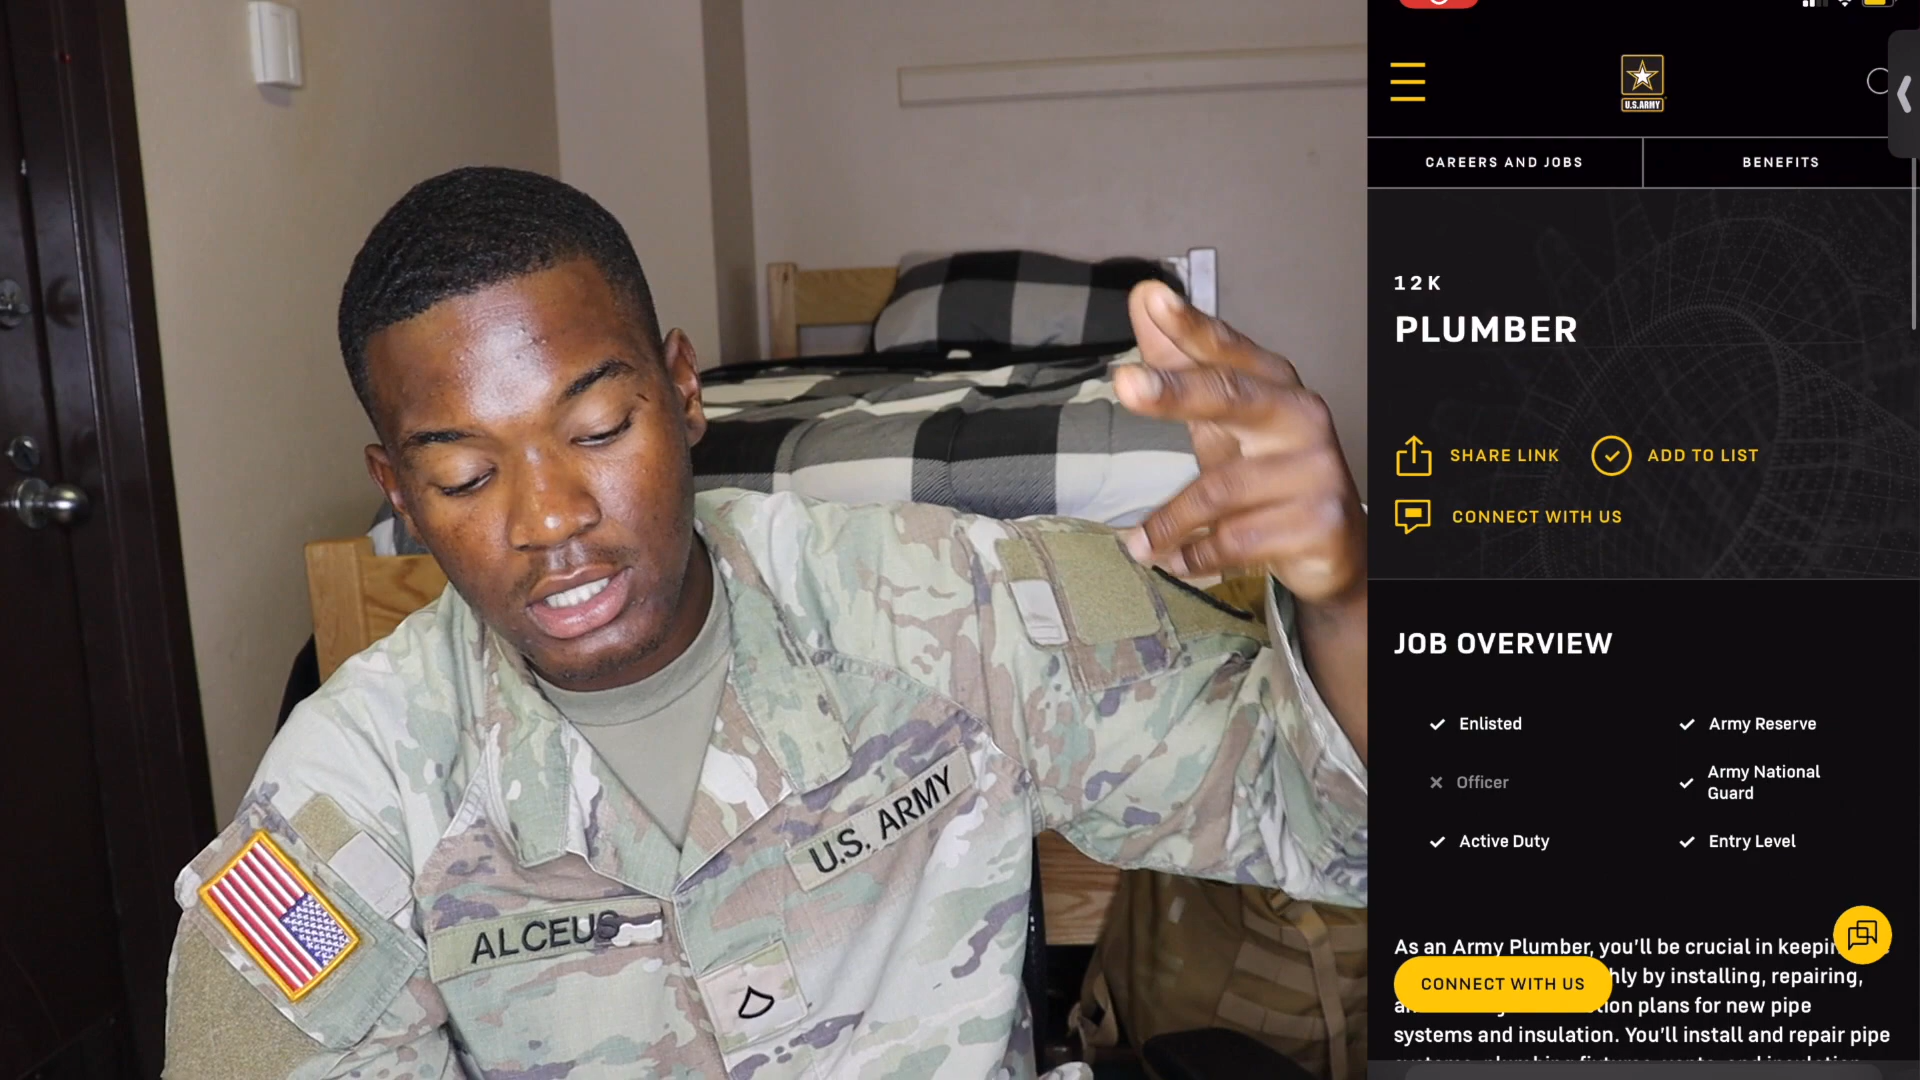 U.S. ARMY
ALCEUS
U.S.ARMY
CAREERS AND JOBS
BENEFITS
12K
PLUMBER
SHARE LINK
ADD TO LIST
CONNECT WITH US
JOB OVERVIEW
Enlisted
Army Reserve
Officer
Army National
Guard
Active Duty
Entry Level
As an Army Plumber, you'll be crucial in
CONNECT WITH US
by installing, repairing,
plans for new pipe
systems and insulation. You'll install and repair pipe